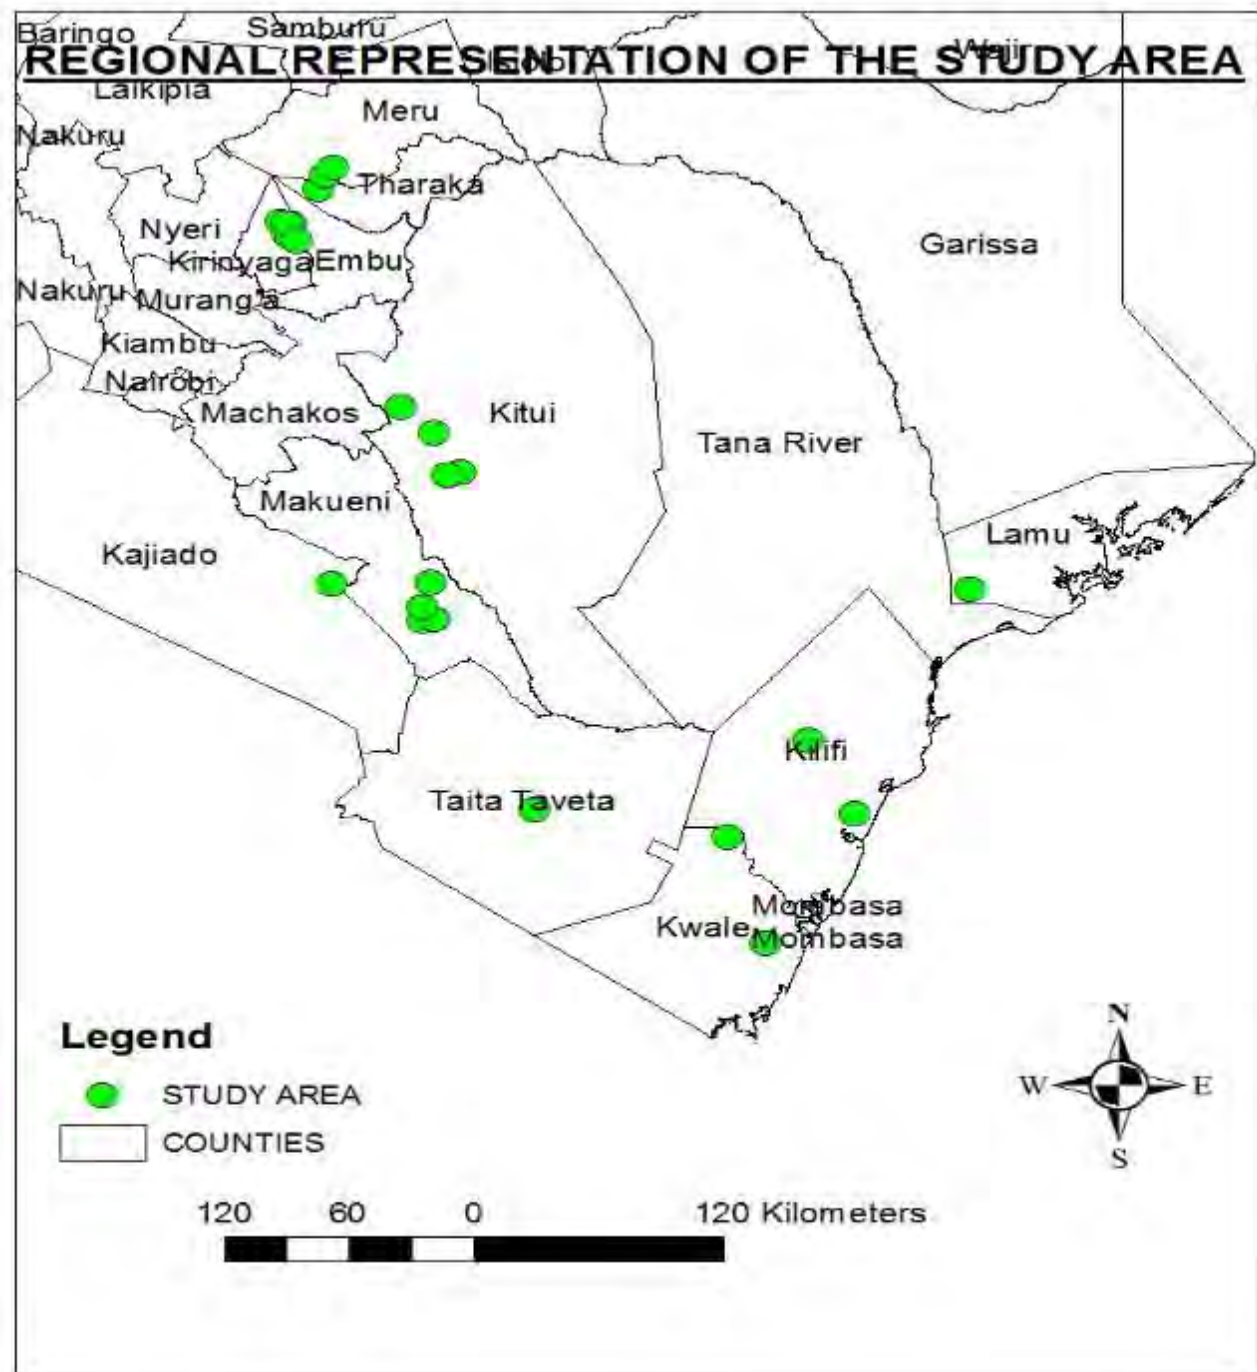 Baringo
Samburu
REGIONAL REPRESENTATION OF THE STUDY AREA
Wajir
Laikipia
Meru
Nakuru
Tharaka
Nyeri
Garissa
Kirinyaga
Embu
Nakuru
Murang'a
Kiambu
Nairobi
Machakos
Kitui
Tana River
Makueni
Lamu
Kajiado
Kilifi
Taita Taveta
Mombasa
Kwale
Mombasa
Legend
STUDY AREA
COUNTIES
N
W
E
S
120 60 0 120 Kilometers